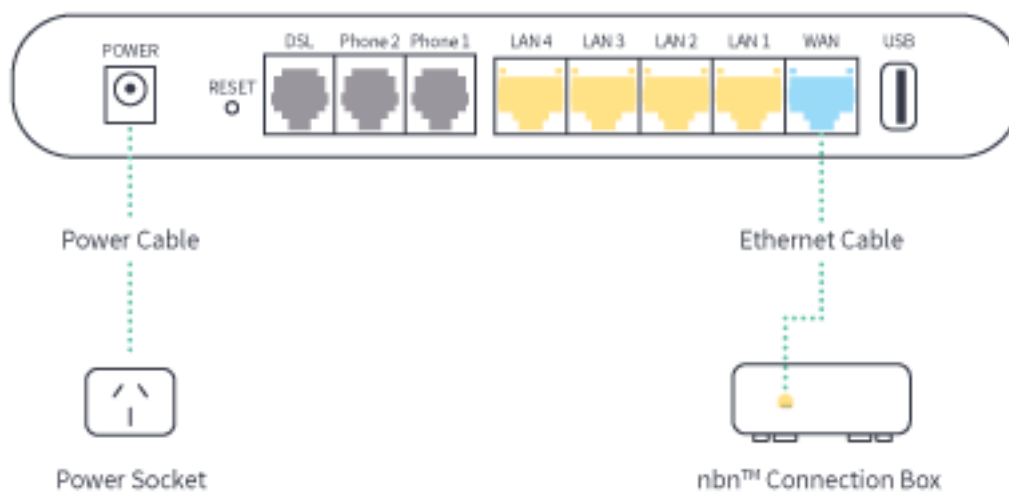 POWER
RESET
DSL Phone 2 Phone 1 LAN 4 LAN 3 LAN 2 LAN 1 WAN USB
Power Cable
Ethernet Cable
Power Socket
nbn™ Connection Box